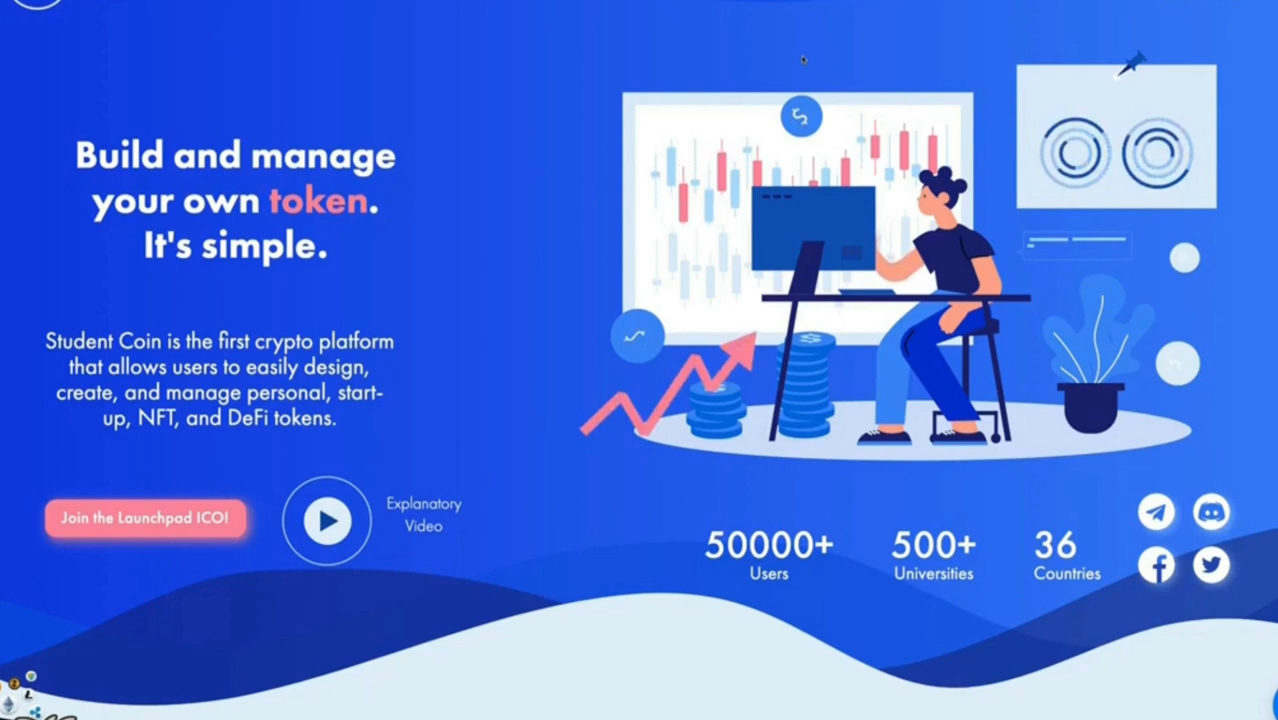 Build and manage
your own token.
It's simple.
Student Coin is the first crypto platform
that allows users to easily design,
create, and manage personal, start-
up, NFT, and DeFi tokens.
Join the Launchpad ICO!
Explanatory
Video
50000+
Users
500+
Universities
36
Countries